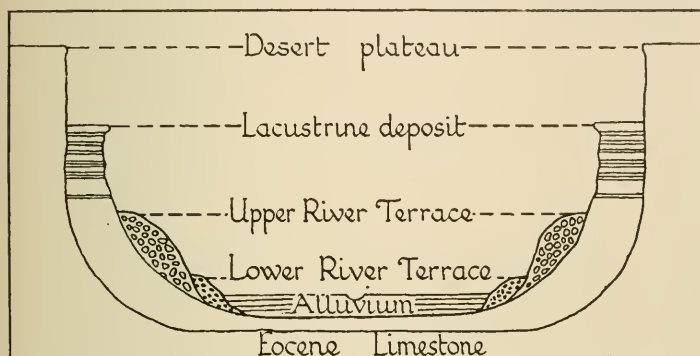 Desert plateau
Lacustrine deposit
Upper River Terrace
Lower River Terrace
Alluvium
Eocene Limestone